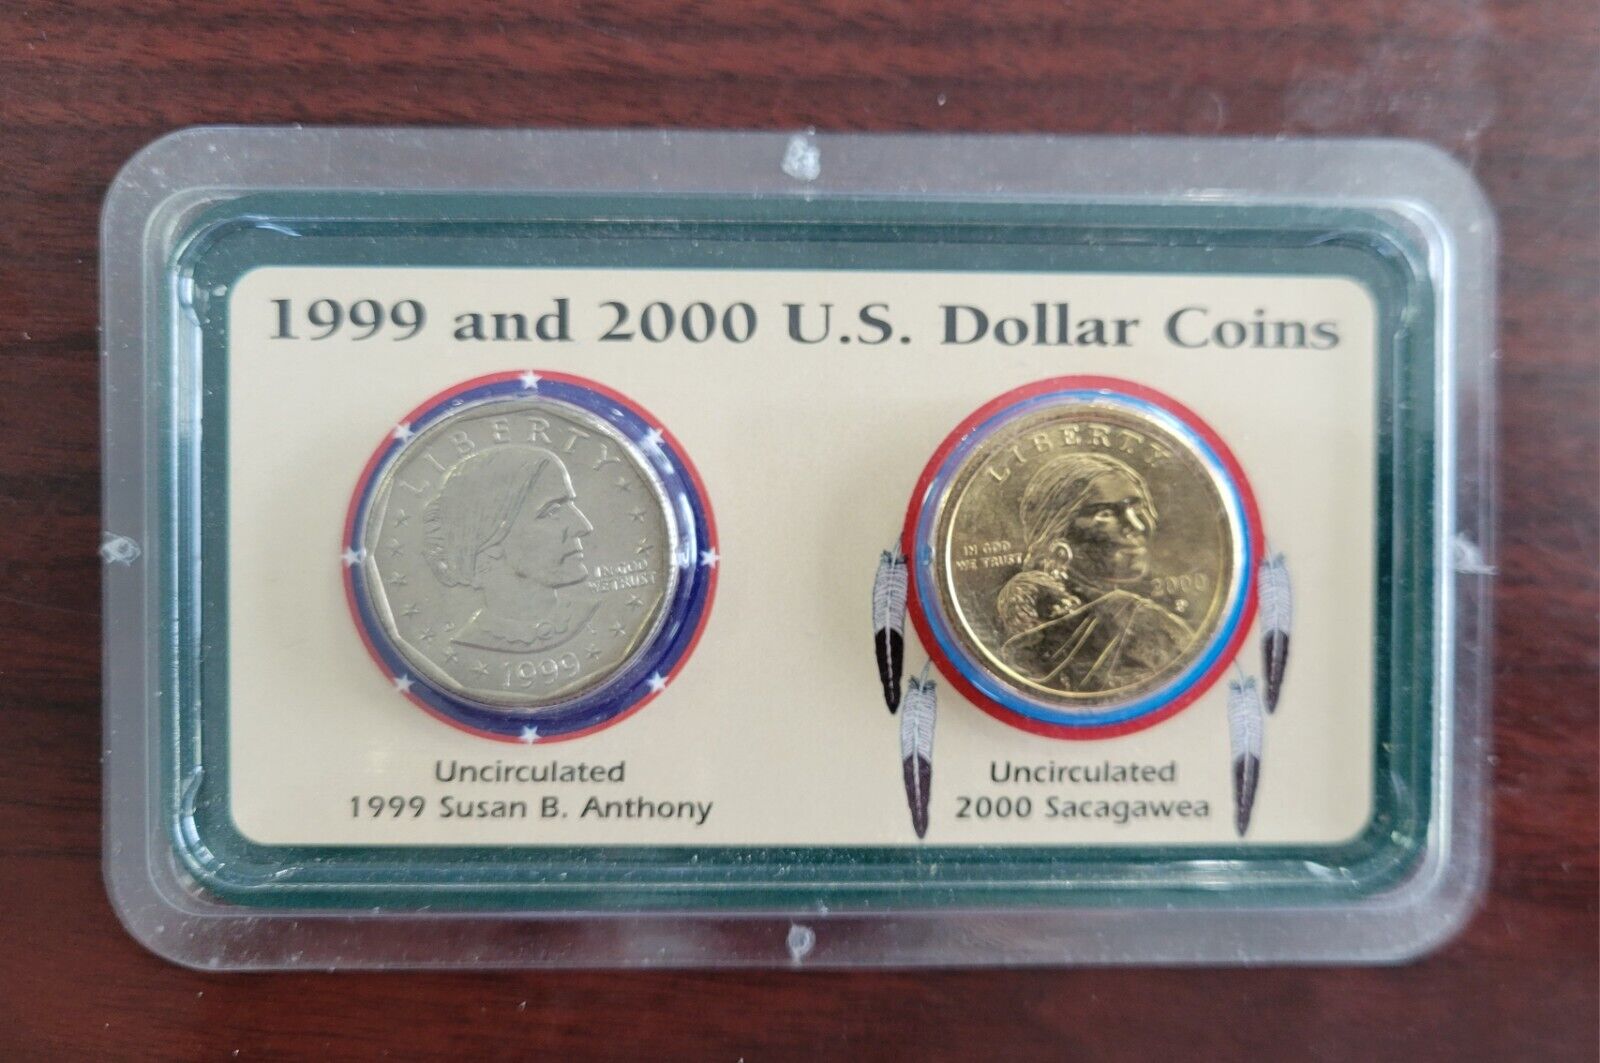 1999 and 2000 U.S. Dollar Coins
LIBERTY
IN GOD
WE TRUST
P
1999
LIBERTY
IN GOD
WE TRUST
2000
P
Uncirculated
1999 Susan B. Anthony
Uncirculated
2000 Sacagawea